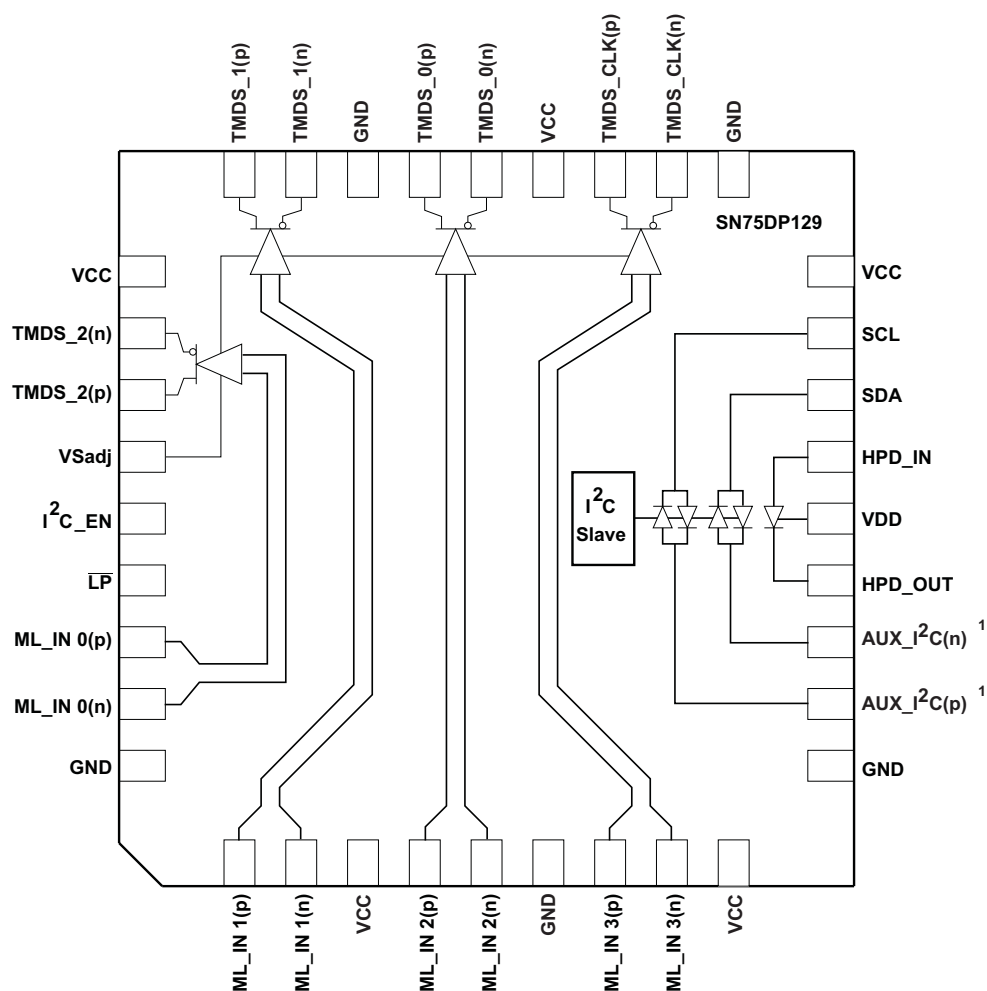 TMDS_1(p)
TMDS_1(n)
GND
TMDS_0(p)
TMDS_0(n)
VCC
TMDS_CLK(p)
TMDS_CLK(n)
GND
SN75DP129
VCC
TMDS_2(n)
TMDS_2(p)
VSadj
I²C_EN
L̅P̅
ML_IN 0(p)
ML_IN 0(n)
GND
I²C
Slave
VCC
SCL
SDA
HPD_IN
VDD
HPD_OUT
AUX_I²C(n) ¹
AUX_I²C(p) ¹
GND
ML_IN 1(p)
ML_IN 1(n)
VCC
ML_IN 2(p)
ML_IN 2(n)
GND
ML_IN 3(p)
ML_IN 3(n)
VCC